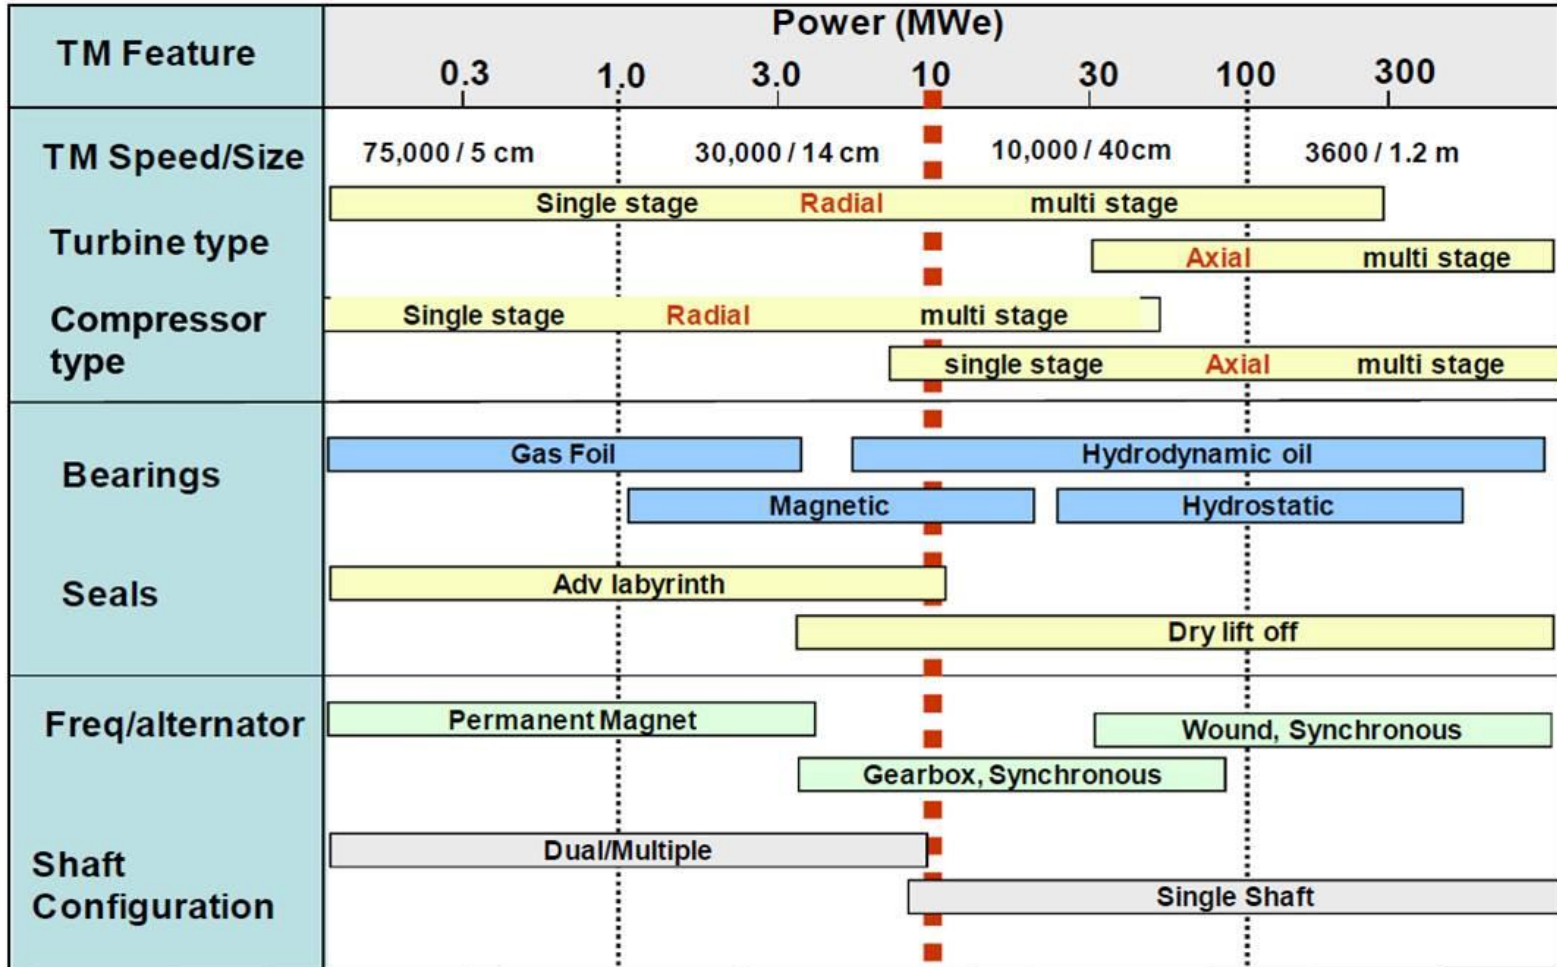 Power (MWe)
TM Feature
0.3 1.0 3.0 10 30 100 300
TM Speed/Size
75,000 / 5 cm 30,000 / 14 cm 10,000 / 40cm 3600 / 1.2 m
Single stage Radial multi stage
Turbine type
Axial multi stage
Compressor
type
Single stage Radial multi stage
single stage Axial multi stage
Bearings
Gas Foil Hydrodynamic oil
Magnetic Hydrostatic
Seals
Adv labyrinth
Dry lift off
Freq/alternator
Permanent Magnet Wound, Synchronous
Gearbox, Synchronous
Shaft
Configuration
Dual/Multiple
Single Shaft